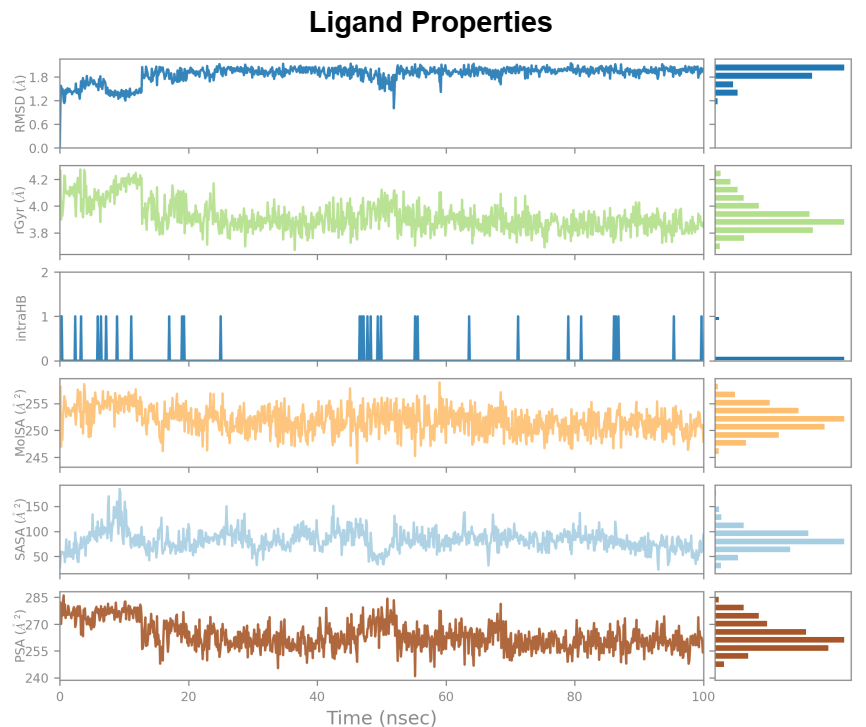 Ligand Properties
RMSD (Å)
1.8
1.2
0.6
0.0
rGyr (Å)
4.2
4.0
3.8
intraHB
2
1
0
MolSA (Å²)
255
250
245
SASA (Å²)
150
100
50
PSA (Å²)
285
270
255
240
0 20 40 60 80 100
Time (nsec)